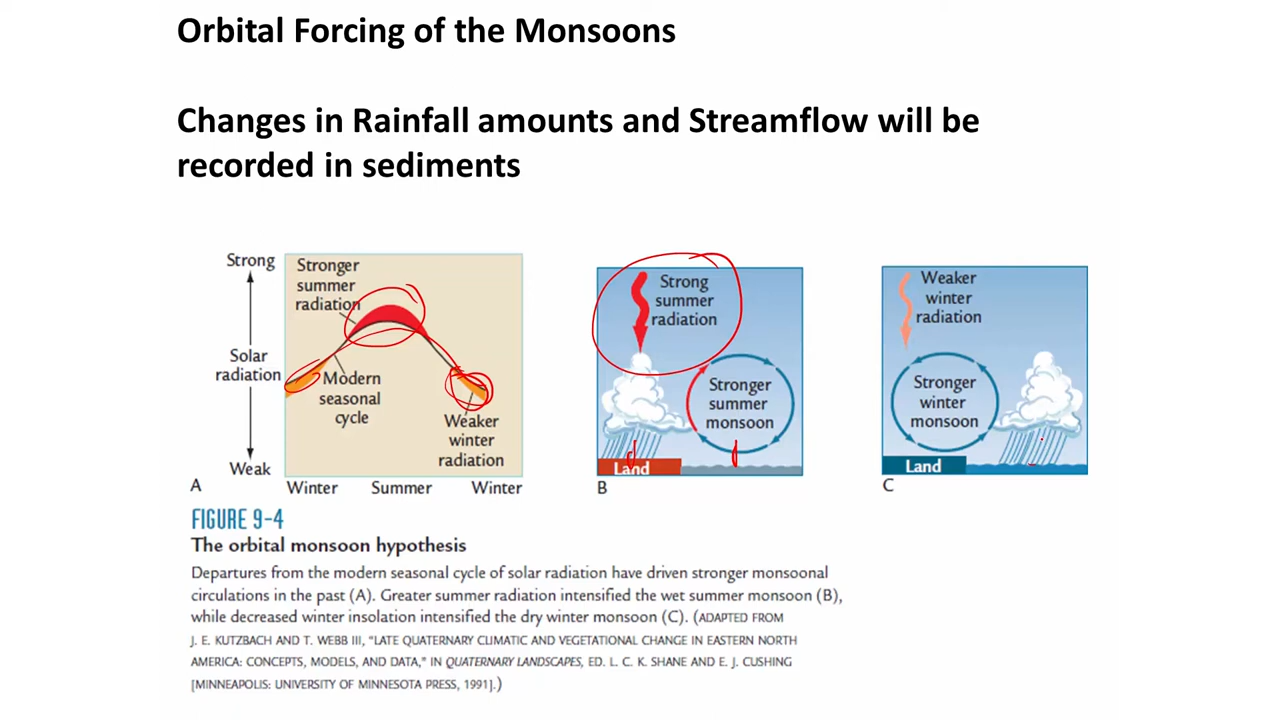 Orbital Forcing of the Monsoons
Changes in Rainfall amounts and Streamflow will be
recorded in sediments
Strong
Solar
radiation
Weak
Stronger
summer
radiation
Modern
seasonal
cycle
Weaker
winter
radiation
A
Winter
Summer
Winter
Strong
summer
radiation
Stronger
summer
monsoon
Land
B
Weaker
winter
radiation
Stronger
winter
monsoon
Land
C
FIGURE 9-4
The orbital monsoon hypothesis
Departures from the modern seasonal cycle of solar radiation have driven stronger monsoonal
circulations in the past (A). Greater summer radiation intensified the wet summer monsoon (B),
while decreased winter insolation intensified the dry winter monsoon (C). (ADAPTED FROM
J. E. KUTZBACH AND T. WEBB III, "LATE QUATERNARY CLIMATIC AND VEGETATIONAL CHANGE IN EASTERN NORTH
AMERICA: CONCEPTS, MODELS, AND DATA," IN QUATERNARY LANDSCAPES, ED. L. C. K. SHANE AND E. J. CUSHING
[MINNEAPOLIS: UNIVERSITY OF MINNESOTA PRESS, 1991].)